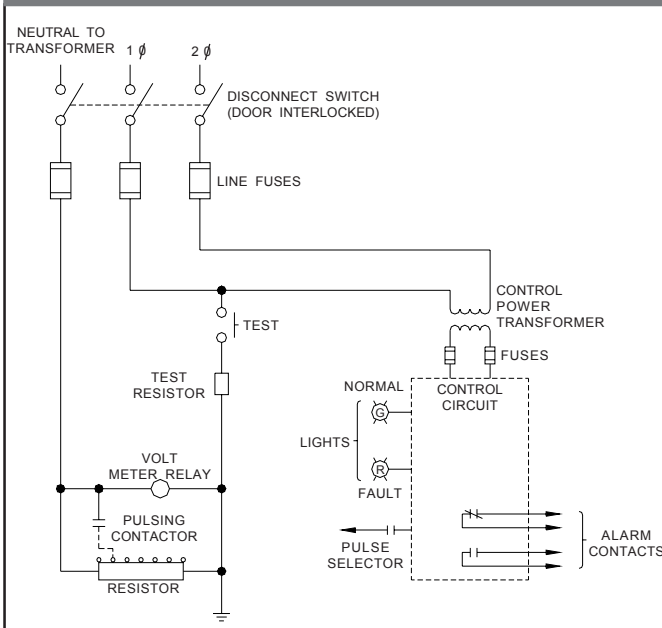 NEUTRAL TO
TRANSFORMER
1 ϕ
2 ϕ
DISCONNECT SWITCH
(DOOR INTERLOCKED)
LINE FUSES
CONTROL
POWER
TRANSFORMER
TEST
FUSES
TEST
RESISTOR
NORMAL
CONTROL
CIRCUIT
G
LIGHTS
VOLT
METER RELAY
R
FAULT
PULSING
CONTACTOR
PULSE
SELECTOR
ALARM
CONTACTS
RESISTOR